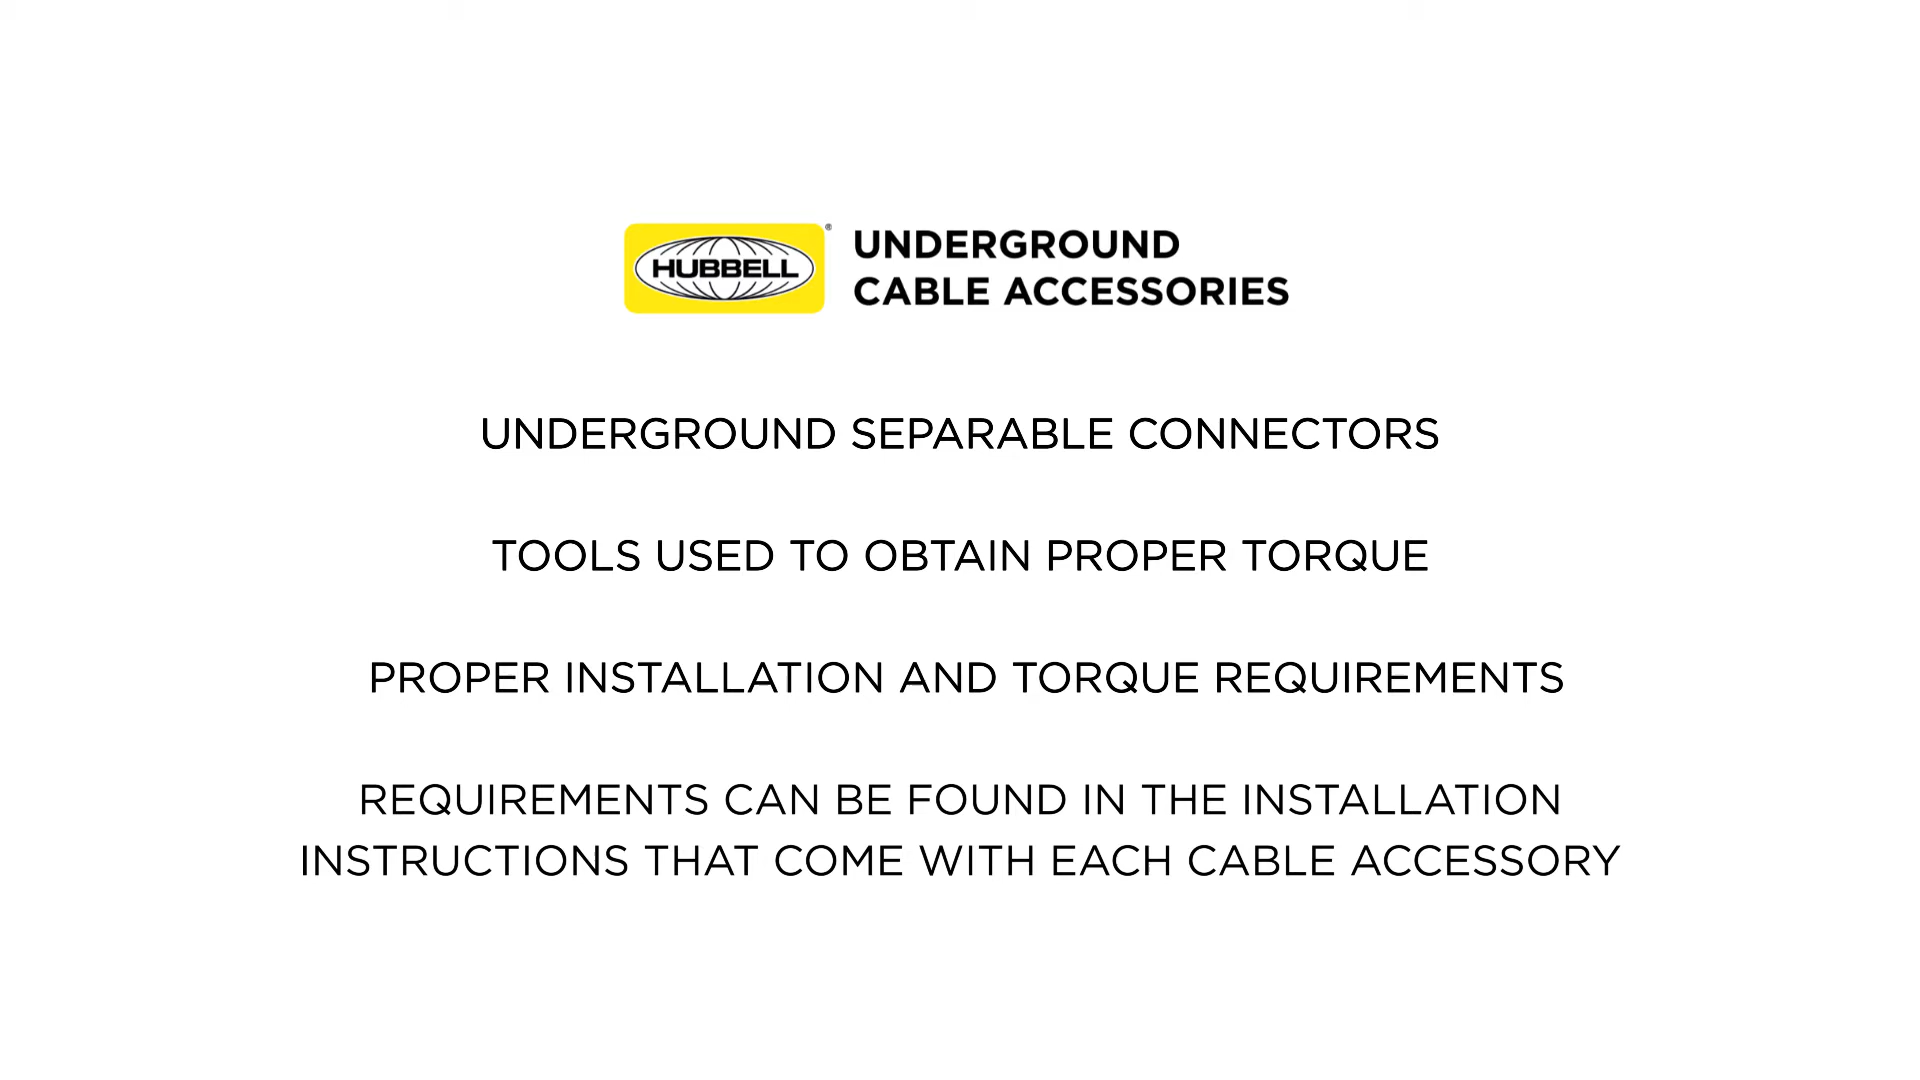 HUBBELL®
UNDERGROUND
CABLE ACCESSORIES
UNDERGROUND SEPARABLE CONNECTORS
TOOLS USED TO OBTAIN PROPER TORQUE
PROPER INSTALLATION AND TORQUE REQUIREMENTS
REQUIREMENTS CAN BE FOUND IN THE INSTALLATION
INSTRUCTIONS THAT COME WITH EACH CABLE ACCESSORY